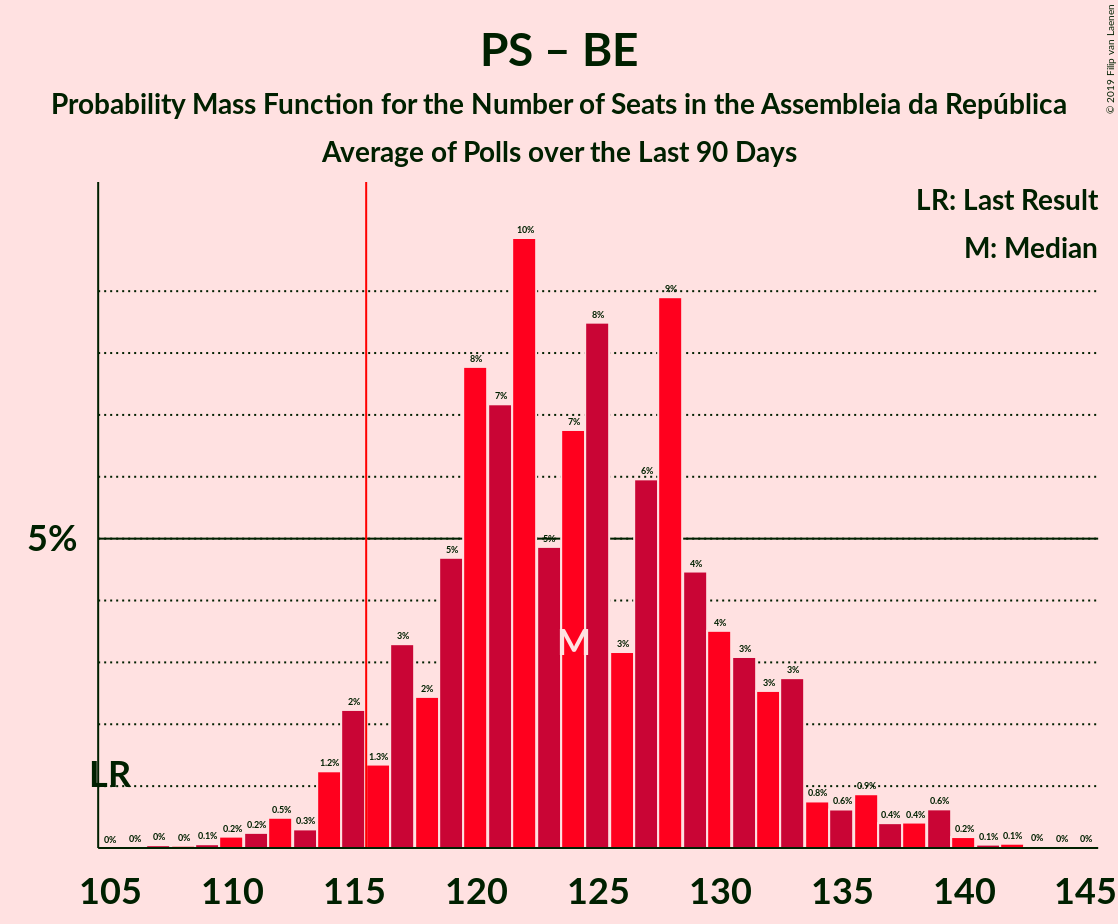 PS – BE
Probability Mass Function for the Number of Seats in the Assembleia da República
Average of Polls over the Last 90 Days
© 2019 Filip van Laenen
LR: Last Result
M: Median
5%
LR
M
0% 0% 0% 0% 0.1% 0.2% 0.2% 0.5% 0.3% 1.2% 2% 1.3% 3% 2% 5% 8% 7% 10% 5% 7% 8% 3% 6% 9% 4% 4% 3% 3% 3% 0.8% 0.6% 0.9% 0.4% 0.4% 0.6% 0.2% 0.1% 0.1% 0% 0% 0%
105 110 115 120 125 130 135 140 145